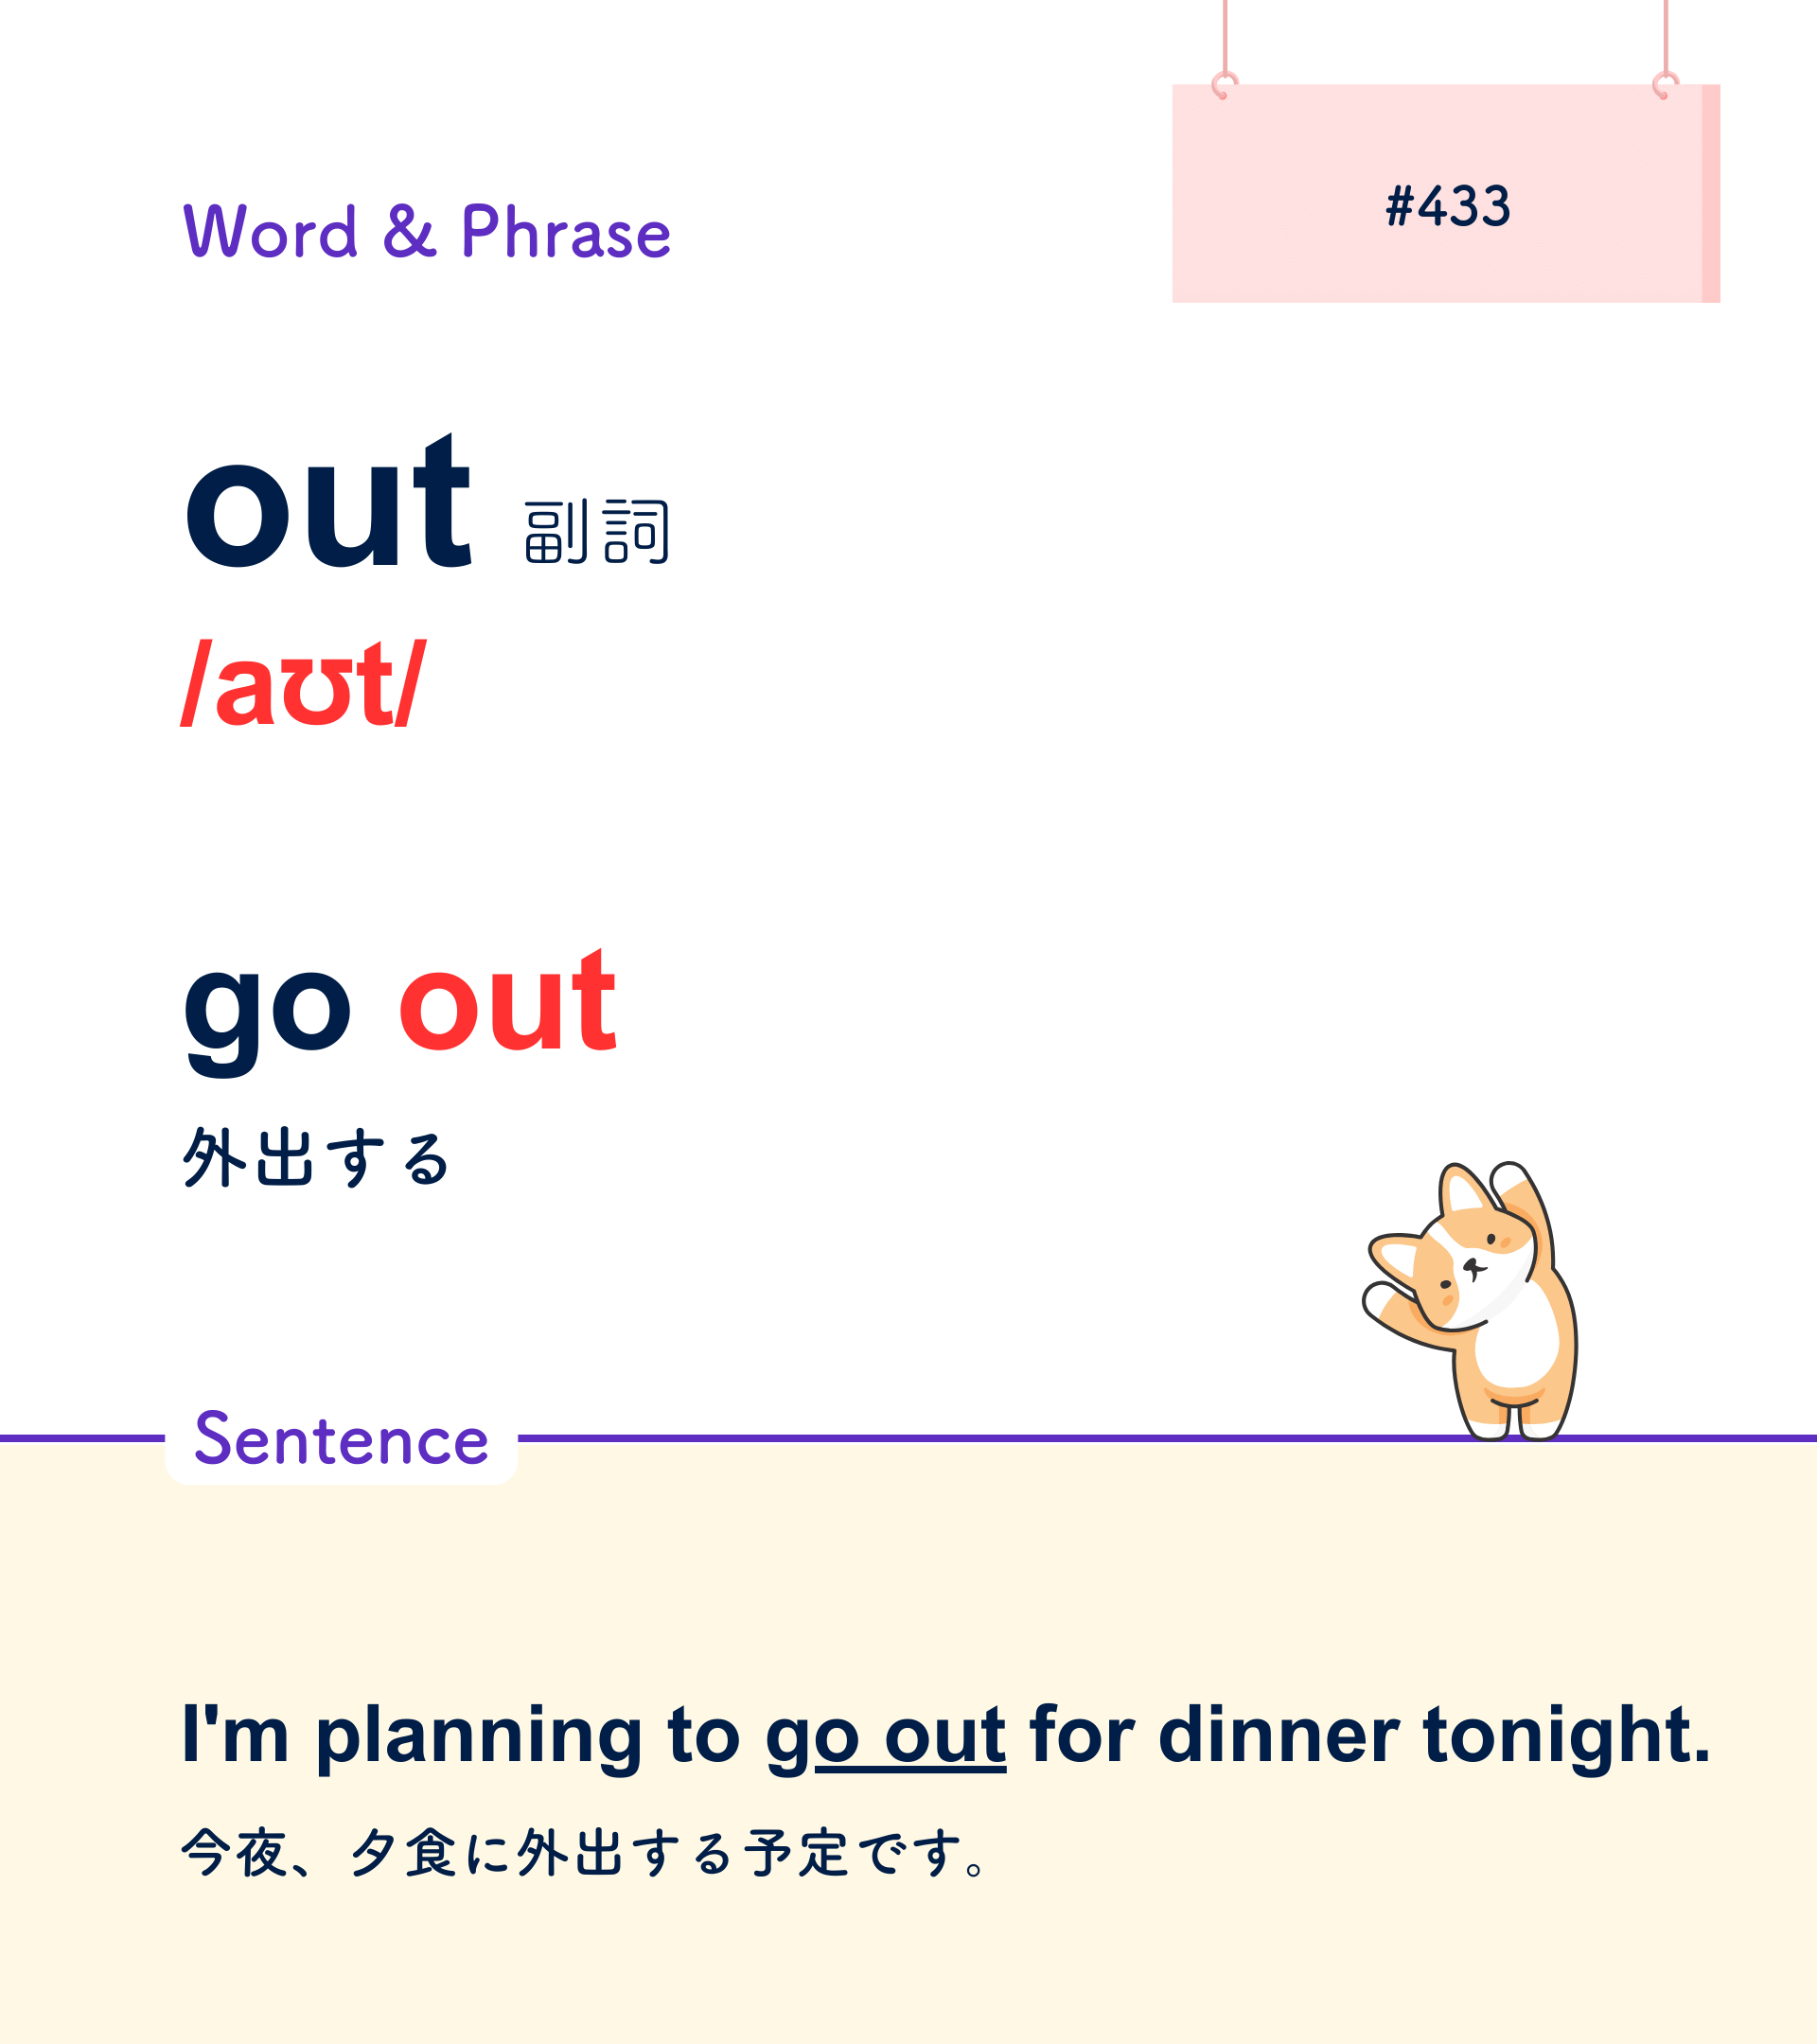 #433
Word & Phrase
out 副詞
/aʊt/
go out
外出する
Sentence
I'm planning to go out for dinner tonight.
今夜、夕食に外出する予定です。